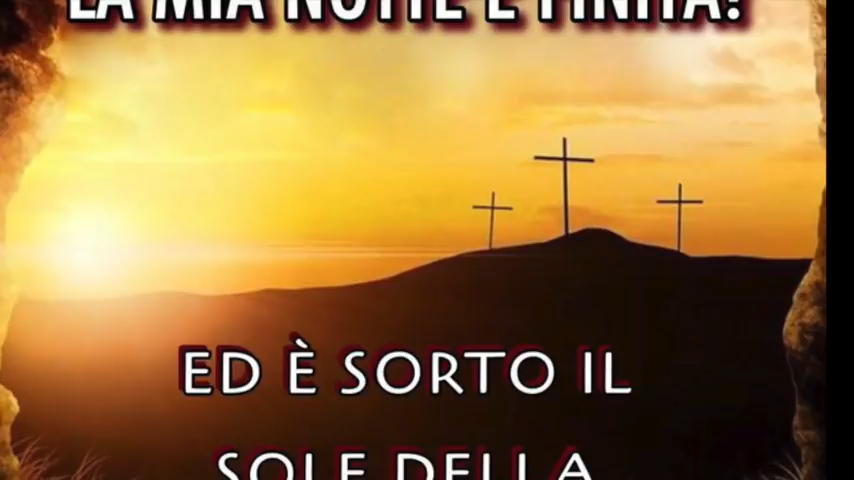 LA MIA NOTTE È FINITA!
ED È SORTO IL
SOLE DELLA